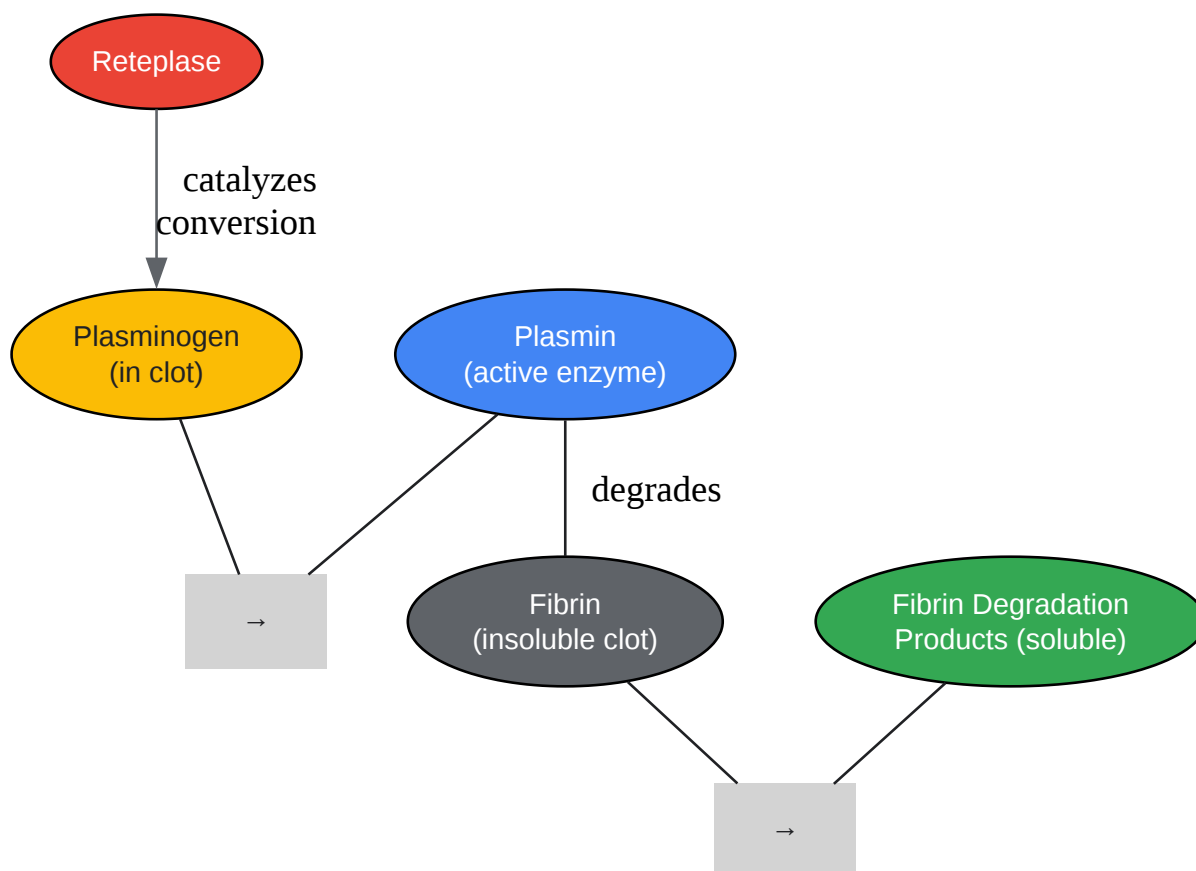 Reteplase
catalyzes
conversion
Plasminogen
(in clot)
Plasmin
(active enzyme)
degrades
Fibrin
(insoluble clot)
Fibrin Degradation
Products (soluble)
→
→